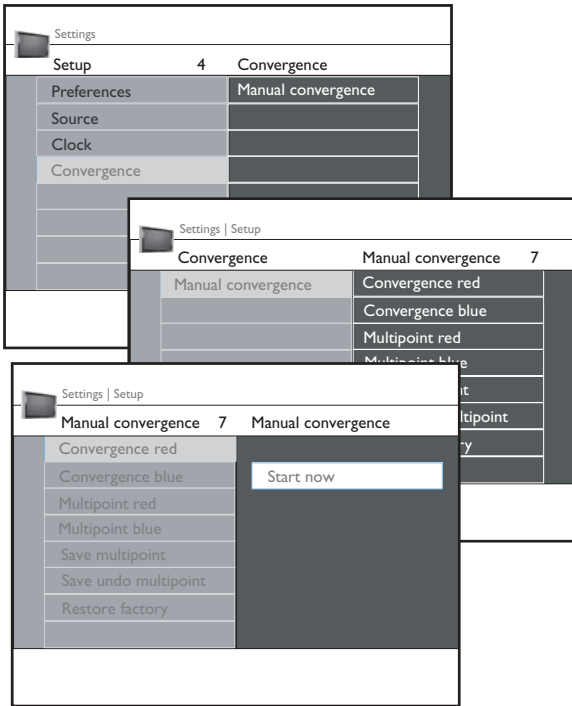 Settings
Setup 4 Convergence
Preferences Manual convergence
Source
Clock
Convergence
Settings | Setup
Convergence Manual convergence 7
Manual convergence Convergence red
Convergence blue
Multipoint red
Multipoint blue
Settings | Setup
Manual convergence 7 Manual convergence
Convergence red
Convergence blue Start now
Multipoint red
Multipoint blue
Save multipoint
Save undo multipoint
Restore factory